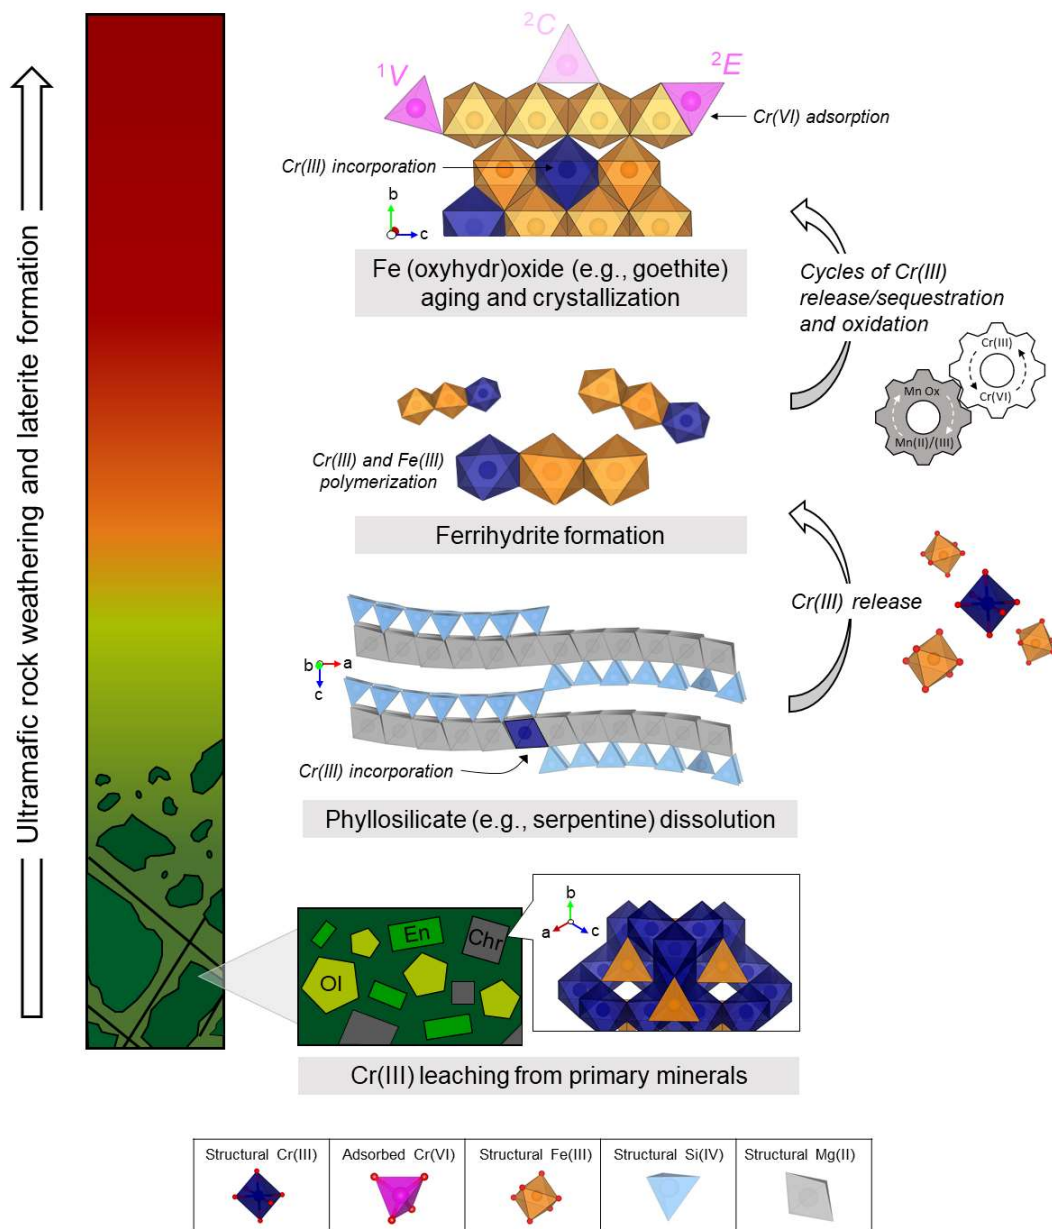 Ultramafic rock weathering and laterite formation
²C
¹V
²E
Cr(VI) adsorption
Cr(III) incorporation
b
c
Fe (oxyhydr)oxide (e.g., goethite)
aging and crystallization
Cycles of Cr(III)
release/sequestration
and oxidation
Cr(III)
Cr(VI)
Mn Ox
Mn(II)/(III)
Cr(III) and Fe(III)
polymerization
Ferrihydrite formation
Cr(III) release
b
a
c
Cr(III) incorporation
Phyllosilicate (e.g., serpentine) dissolution
En
Chr
Ol
b
a
c
Cr(III) leaching from primary minerals
Structural Cr(III)
Adsorbed Cr(VI)
Structural Fe(III)
Structural Si(IV)
Structural Mg(II)